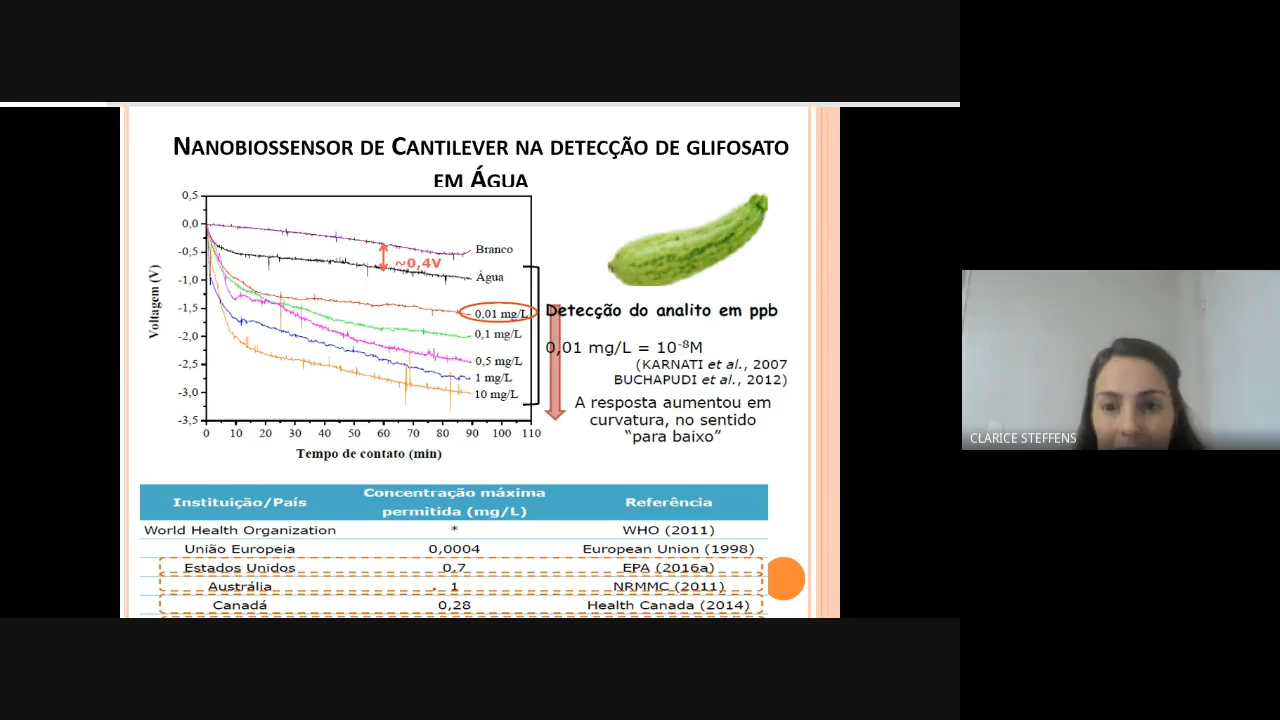 NANOBIOSSENSOR DE CANTILEVER NA DETECÇÃO DE GLIFOSATO
EM ÁGUA
0,5
0,0
-0,5
-1,0
-1,5
-2,0
-2,5
-3,0
-3,5
Voltagem (V)
0 10 20 30 40 50 60 70 80 90 100 110
Tempo de contato (min)
~0,4V
Branco
Água
0,01 mg/L
0,1 mg/L
0,5 mg/L
1 mg/L
10 mg/L
Detecção do analito em ppb
0,01 mg/L = 10⁻⁸M
(KARNATI et al., 2007
BUCHAPUDI et al., 2012)
A resposta aumentou em
curvatura, no sentido
“para baixo”
Instituição/País Concentração máxima permitida (mg/L) Referência
World Health Organization * WHO (2011)
União Europeia 0,0004 European Union (1998)
Estados Unidos 0,7 EPA (2016a)
Austrália 1 NRMMC (2011)
Canadá 0,28 Health Canada (2014)
CLARICE STEFFENS